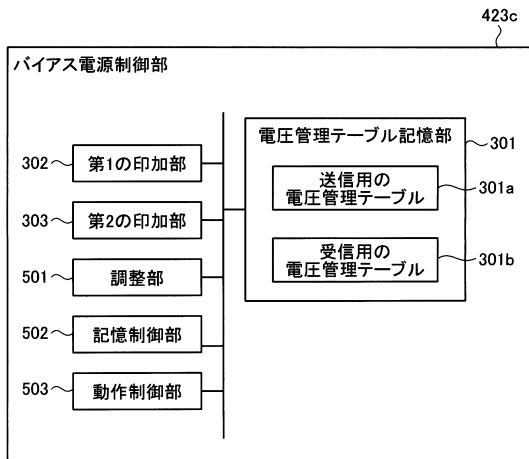 423c
バイアス電源制御部
302
第1の印加部
303
第2の印加部
501
調整部
502
記憶制御部
503
動作制御部
電圧管理テーブル記憶部
301
送信用の
電圧管理テーブル
301a
受信用の
電圧管理テーブル
301b